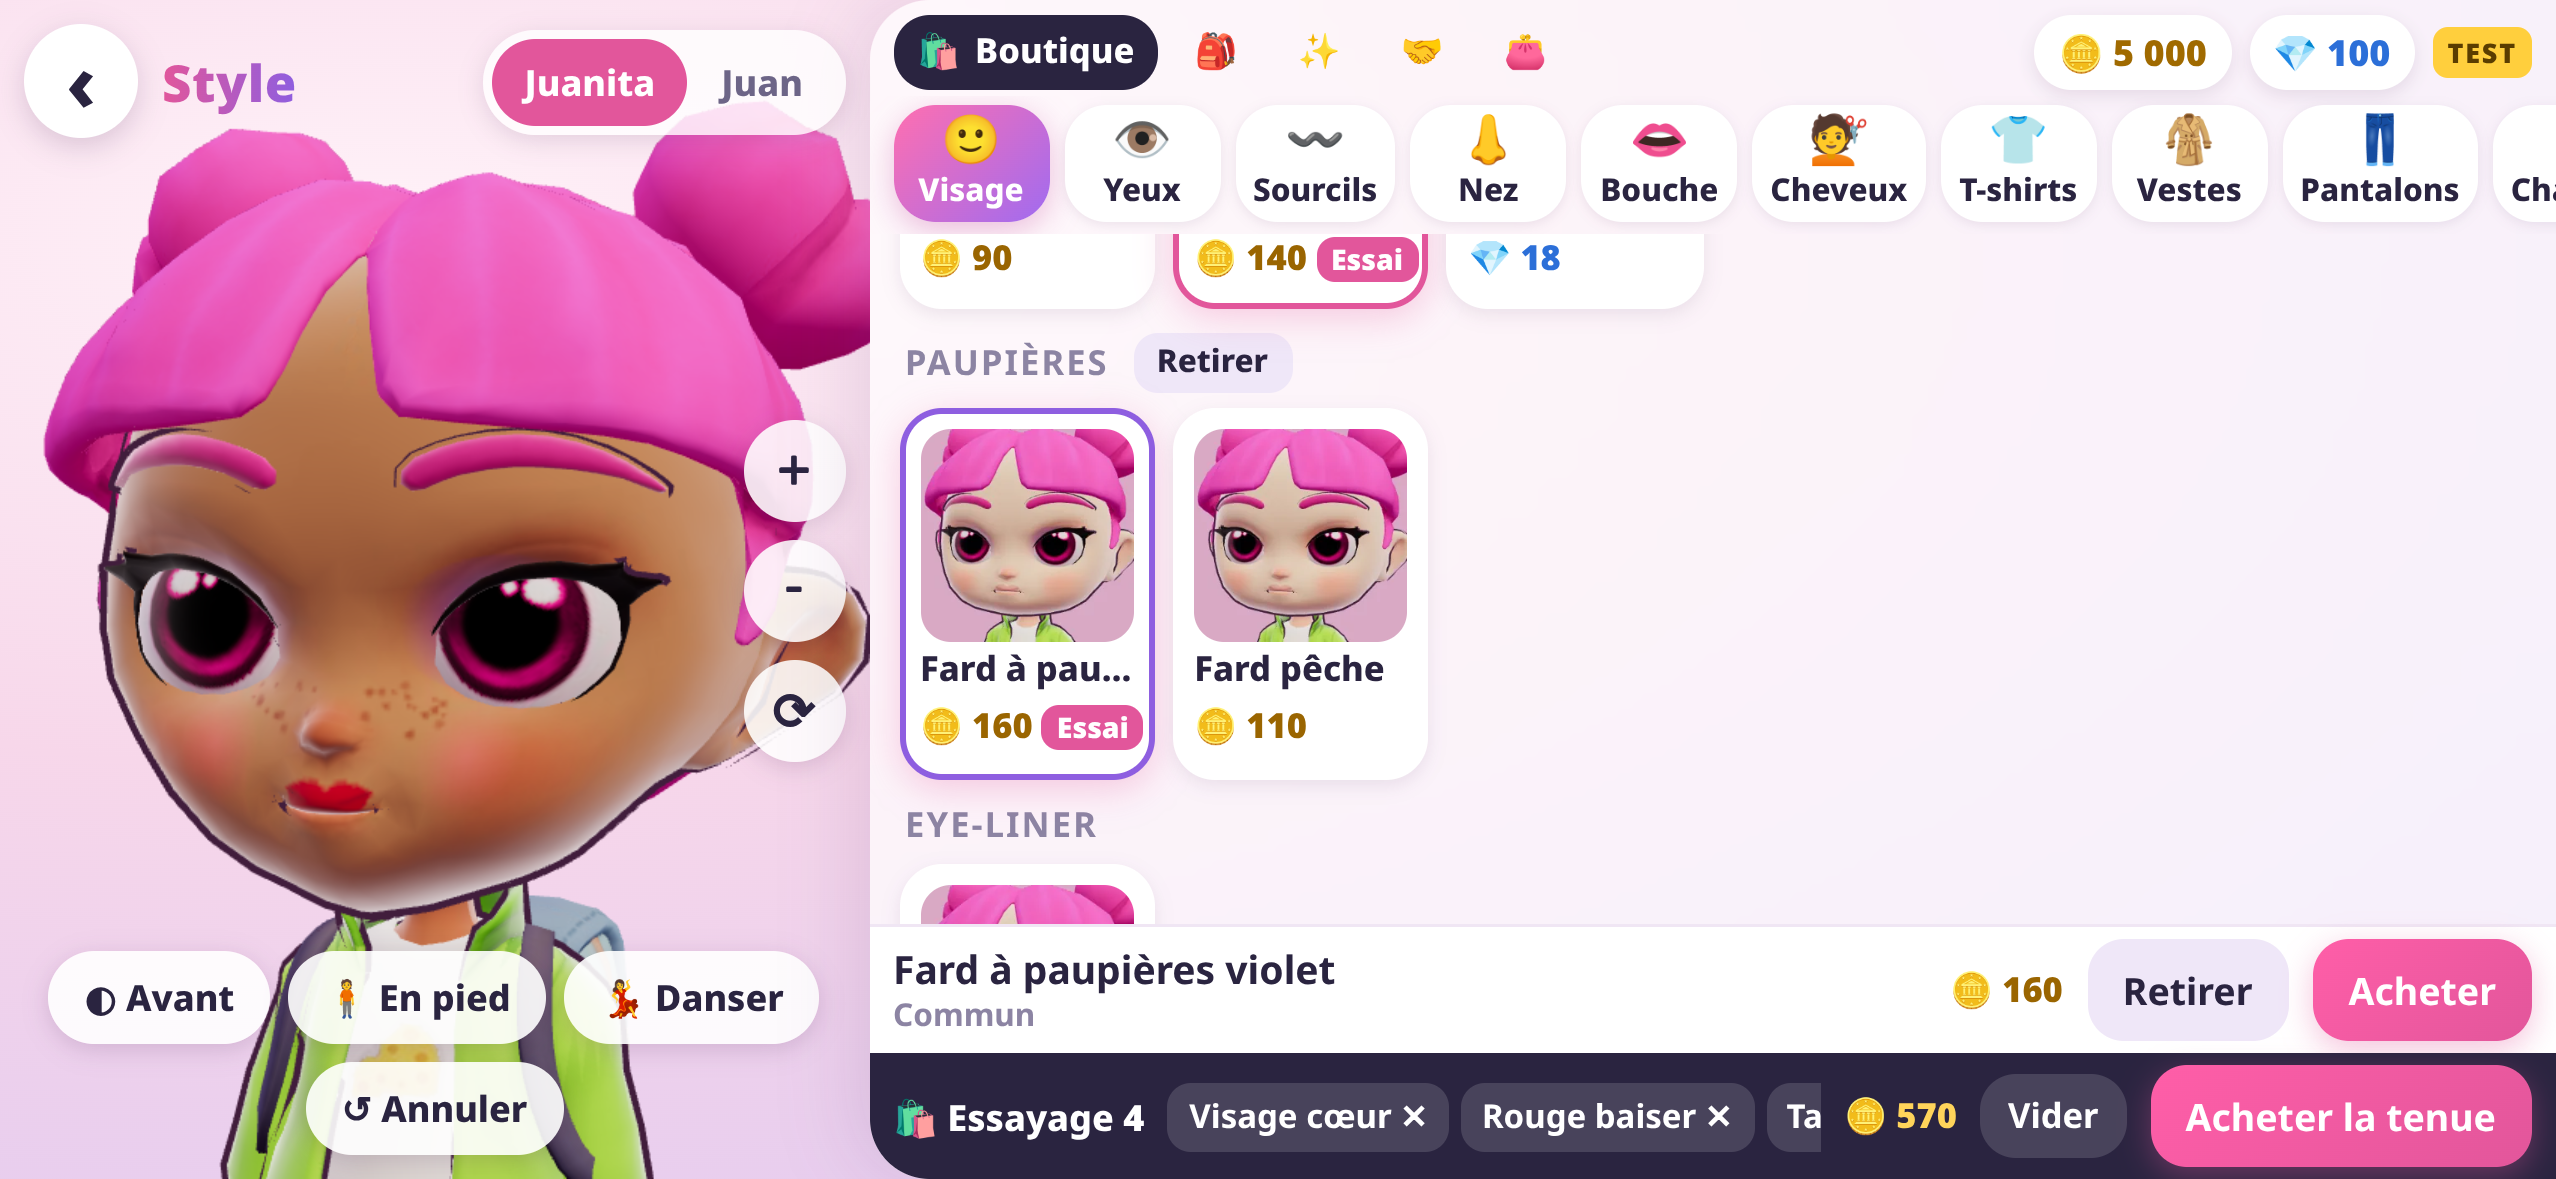 Style
Juanita
Juan
Boutique
5 000
100
TEST
Visage
Yeux
Sourcils
Nez
Bouche
Cheveux
T-shirts
Vestes
Pantalons
90
140 Essai
18
PAUPIÈRES
Retirer
Fard à pau...
160 Essai
Fard pêche
110
EYE-LINER
+
-
Avant
En pied
Danser
Annuler
Fard à paupières violet
Commun
160
Retirer
Acheter
Essayage 4
Visage cœur ✕
Rouge baiser ✕
570
Vider
Acheter la tenue